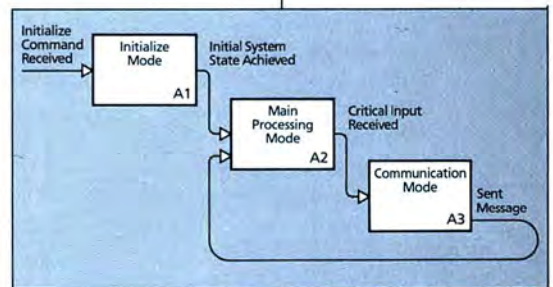 Initialize
Command
Received
Initialize
Mode
A1
Initial System
State Achieved
Main
Processing
Mode
A2
Critical Input
Received
Communication
Mode
A3
Sent
Message